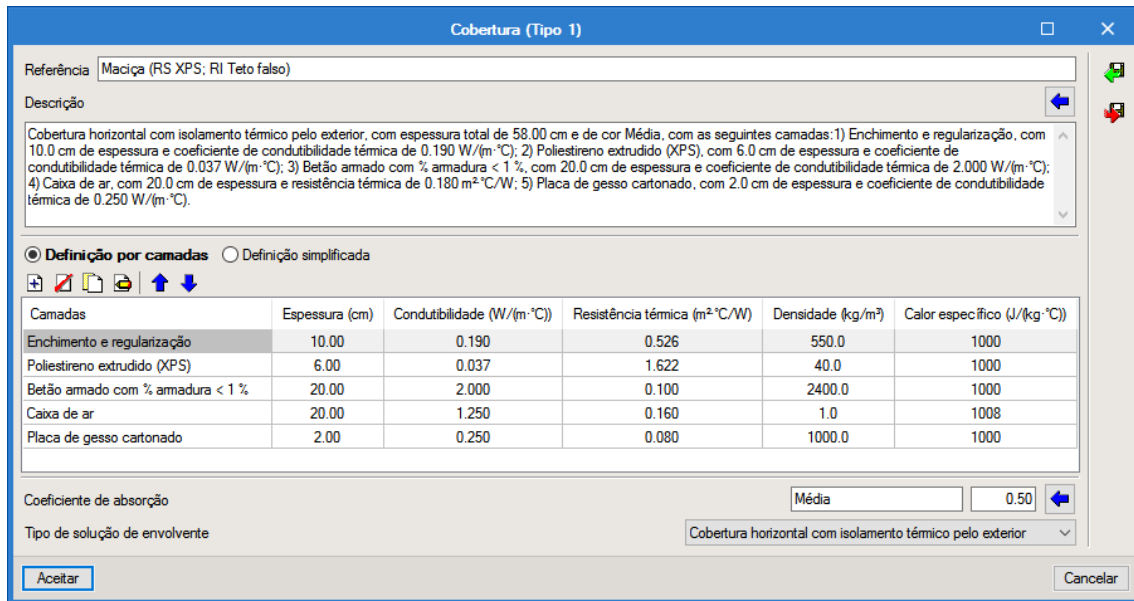 Cobertura (Tipo 1)
Referência Maciça (RS XPS; RI Teto falso)
Descrição
Cobertura horizontal com isolamento térmico pelo exterior, com espessura total de 58.00 cm e de cor Média, com as seguintes camadas:1) Enchimento e regularização, com
10.0 cm de espessura e coeficiente de condutibilidade térmica de 0.190 W/(m·°C); 2) Poliestireno extrudido (XPS), com 6.0 cm de espessura e coeficiente de
condutibilidade térmica de 0.037 W/(m·°C); 3) Betão armado com % armadura < 1 %, com 20.0 cm de espessura e coeficiente de condutibilidade térmica de 2.000 W/(m·°C);
4) Caixa de ar, com 20.0 cm de espessura e resistência térmica de 0.180 m²·°C/W; 5) Placa de gesso cartonado, com 2.0 cm de espessura e coeficiente de condutibilidade
térmica de 0.250 W/(m·°C).
Definição por camadas Definição simplificada
Camadas Espessura (cm) Condutibilidade (W/(m·°C)) Resistência térmica (m²·°C/W) Densidade (kg/m³) Calor específico (J/(kg·°C))
Enchimento e regularização 10.00 0.190 0.526 550.0 1000
Poliestireno extrudido (XPS) 6.00 0.037 1.622 40.0 1000
Betão armado com % armadura < 1 % 20.00 2.000 0.100 2400.0 1000
Caixa de ar 20.00 1.250 0.160 1.0 1008
Placa de gesso cartonado 2.00 0.250 0.080 1000.0 1000
Coeficiente de absorção Média 0.50
Tipo de solução de envolvente Cobertura horizontal com isolamento térmico pelo exterior
Aceitar Cancelar